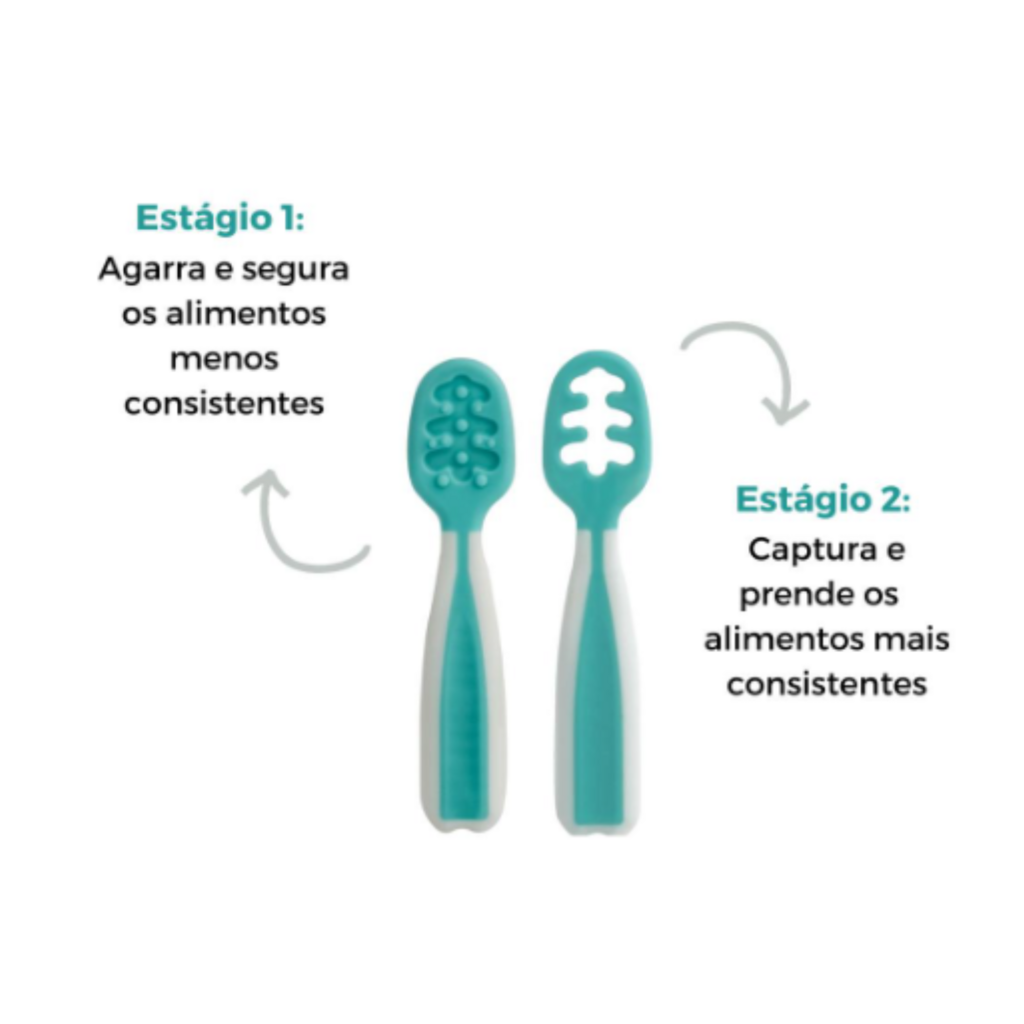 Estágio 1:
Agarra e segura
os alimentos
menos
consistentes
Estágio 2:
Captura e
prende os
alimentos mais
consistentes